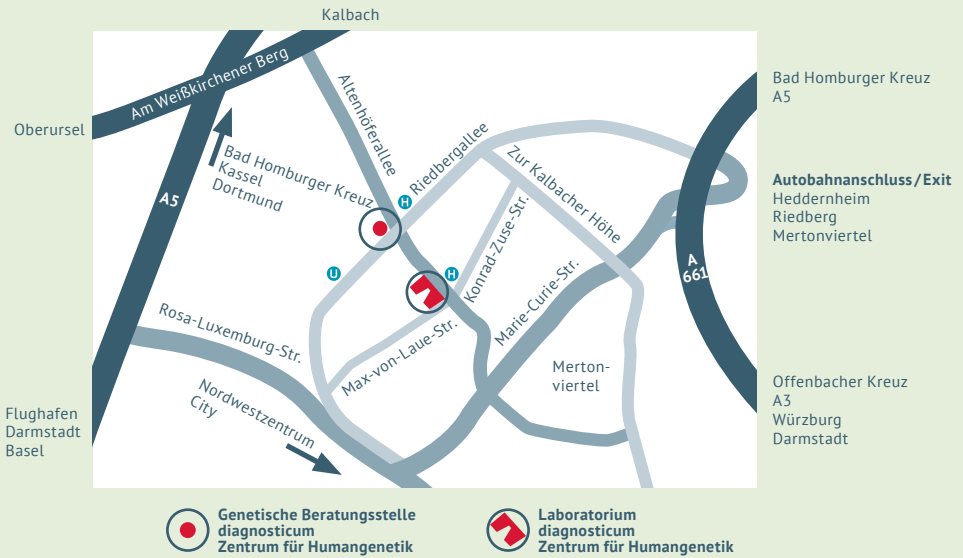 Kalbach
Am Weißkirchener Berg
Oberursel
A5
Bad Homburger Kreuz
Kassel
Dortmund
Altenhöferallee
H
Riedbergallee
Zur Kalbacher Höhe
Bad Homburger Kreuz
A5
Autobahnanschluss/Exit
Heddernheim
Riedberg
Mertonviertel
U
H
Konrad-Zuse-Str.
Marie-Curie-Str.
A
661
Rosa-Luxemburg-Str.
Max-von-Laue-Str.
Merton-
viertel
Nordwestzentrum
City
Flughafen
Darmstadt
Basel
Offenbacher Kreuz
A3
Würzburg
Darmstadt
Genetische Beratungsstelle
diagnosticum
Zentrum für Humangenetik
Laboratorium
diagnosticum
Zentrum für Humangenetik